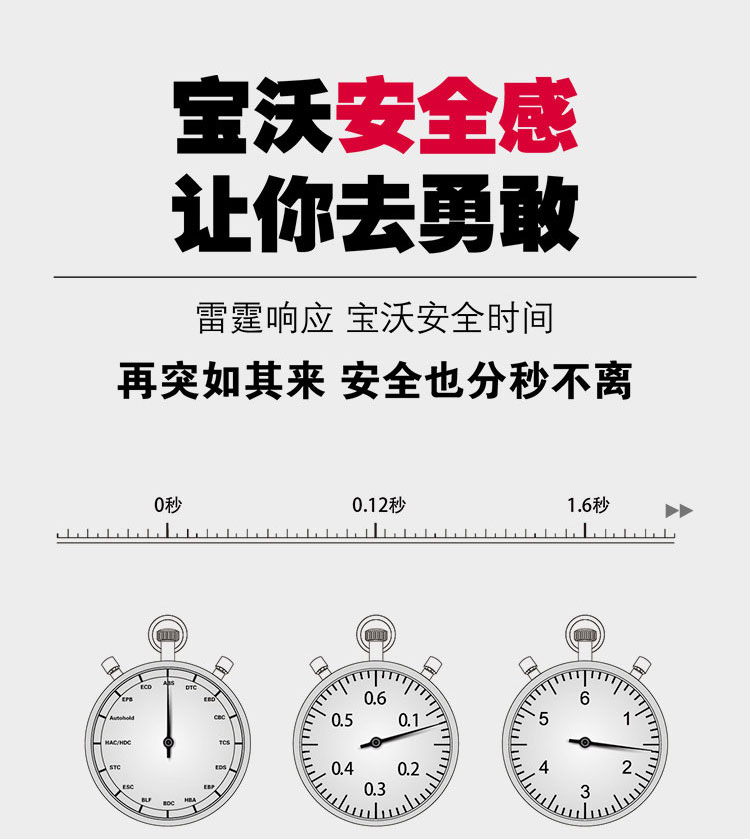 宝沃安全感
让你去勇敢
雷霆响应 宝沃安全时间
再突如其来 安全也分秒不离
0秒 0.12秒 1.6秒
ABS
DTC
EBD
CBC
TCS
EDS
EBP
HBA
BDC
BLF
ESC
STC
HAC/HDC
Autohold
EPB
ECD
0.6
0.1
0.2
0.3
0.4
0.5
6
1
2
3
4
5